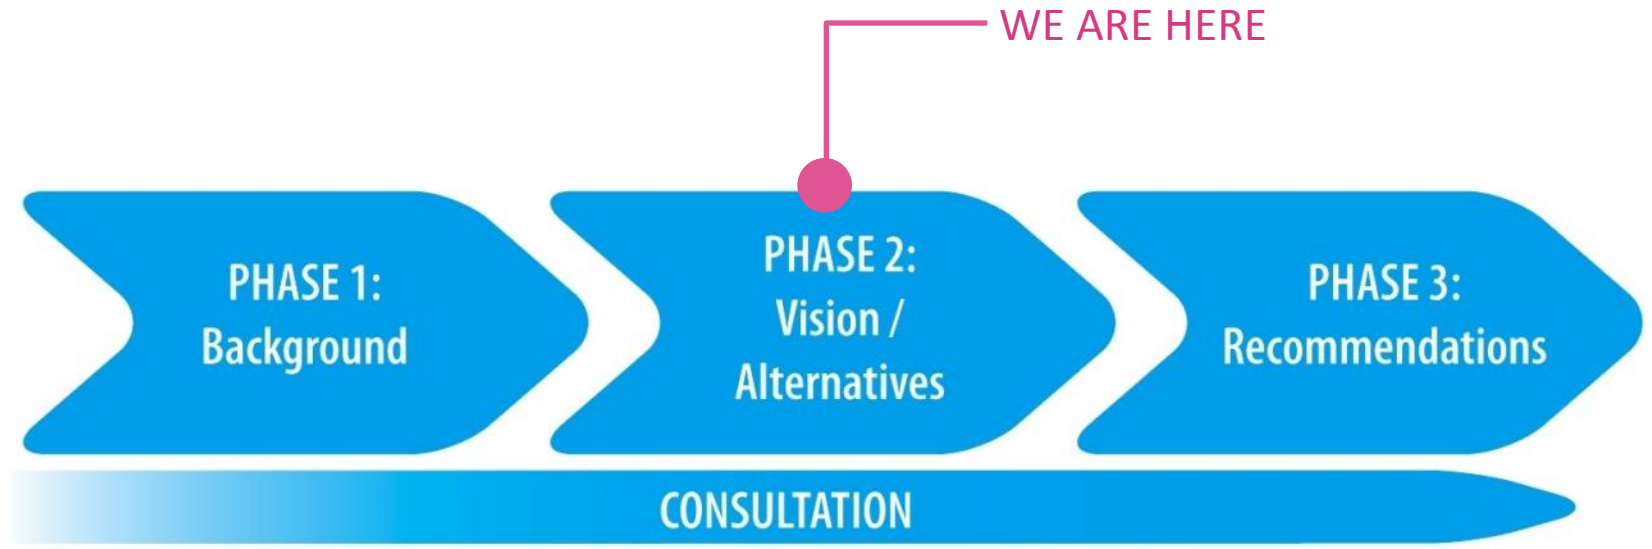 WE ARE HERE
PHASE 1:
Background
PHASE 2:
Vision /
Alternatives
PHASE 3:
Recommendations
CONSULTATION